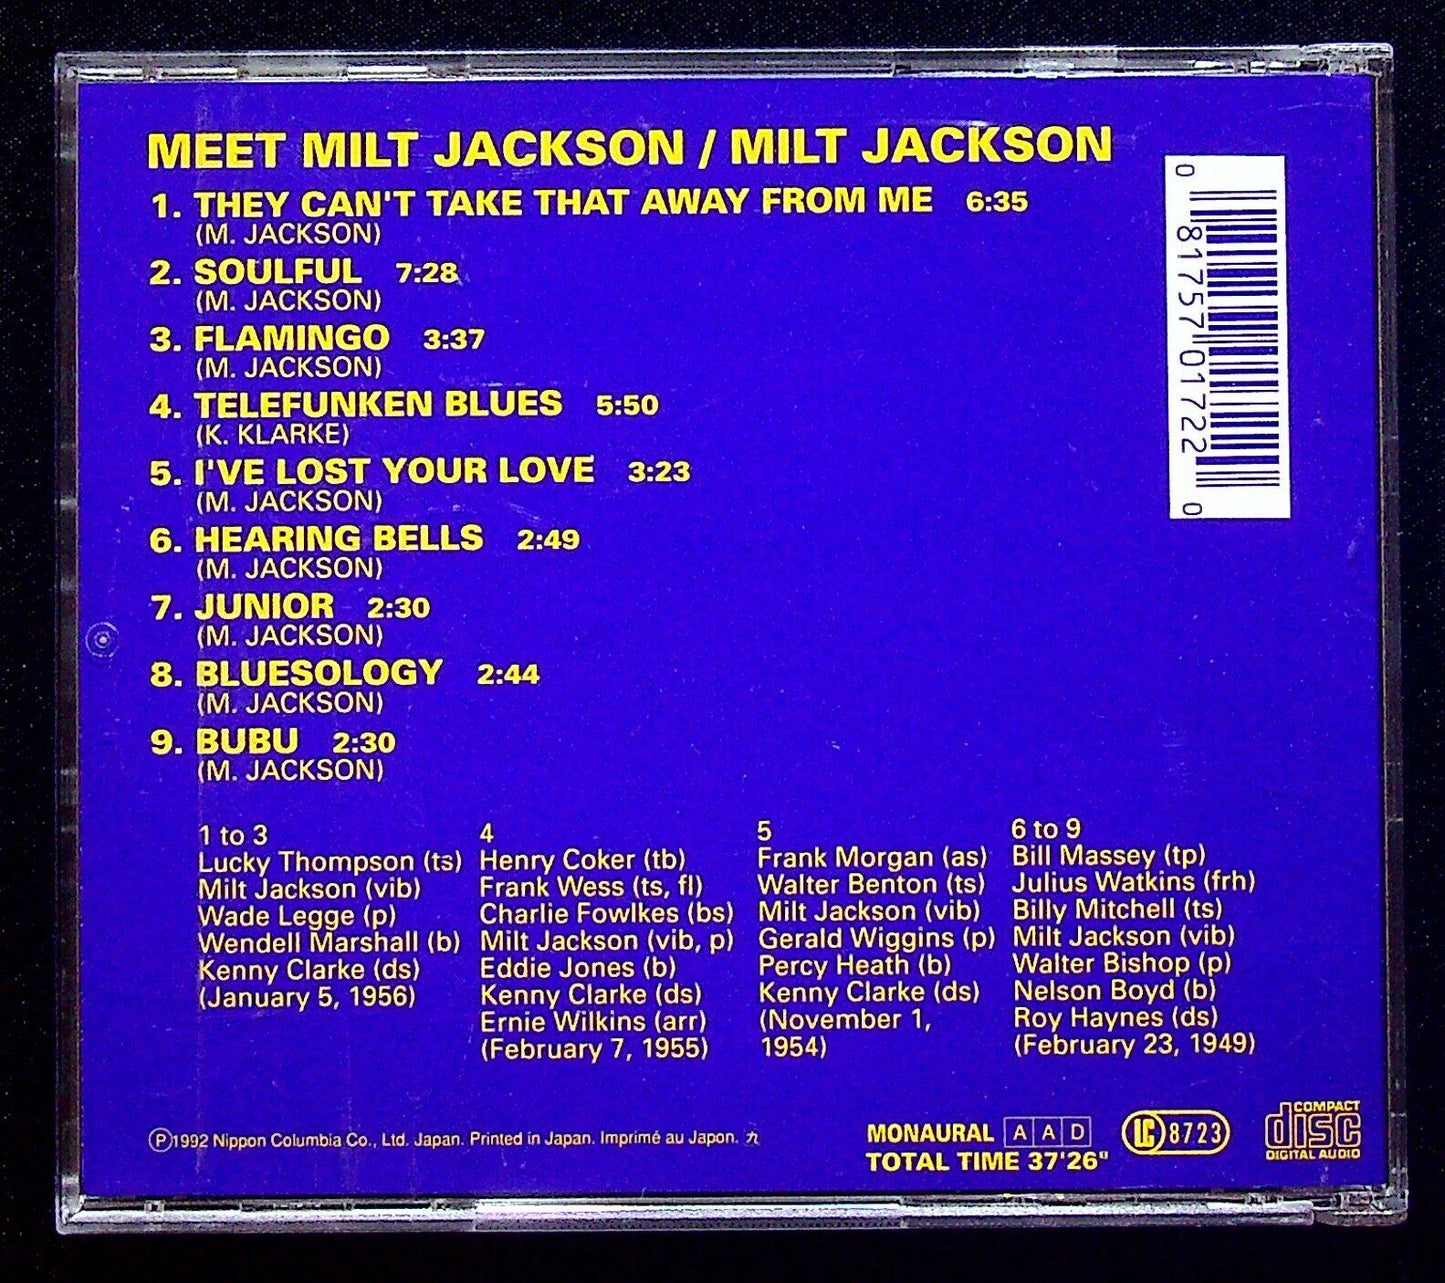 MEET MILT JACKSON / MILT JACKSON
1. THEY CAN'T TAKE THAT AWAY FROM ME 6:35
(M. JACKSON)
2. SOULFUL 7:28
(M. JACKSON)
3. FLAMINGO 3:37
(M. JACKSON)
4. TELEFUNKEN BLUES 5:50
(K. KLARKE)
5. I'VE LOST YOUR LOVE 3:23
(M. JACKSON)
6. HEARING BELLS 2:49
(M. JACKSON)
7. JUNIOR 2:30
(M. JACKSON)
8. BLUESOLOGY 2:44
(M. JACKSON)
9. BUBU 2:30
(M. JACKSON)
0 81757 01722 0
1 to 3
Lucky Thompson (ts)
Milt Jackson (vib)
Wade Legge (p)
Wendell Marshall (b)
Kenny Clarke (ds)
(January 5, 1956)
4
Henry Coker (tb)
Frank Wess (ts, fl)
Charlie Fowlkes (bs)
Milt Jackson (vib, p)
Eddie Jones (b)
Kenny Clarke (ds)
Ernie Wilkins (arr)
(February 7, 1955)
5
Frank Morgan (as)
Walter Benton (ts)
Milt Jackson (vib)
Gerald Wiggins (p)
Percy Heath (b)
Kenny Clarke (ds)
(November 1,
1954)
6 to 9
Bill Massey (tp)
Julius Watkins (frh)
Billy Mitchell (ts)
Milt Jackson (vib)
Walter Bishop (p)
Nelson Boyd (b)
Roy Haynes (ds)
(February 23, 1949)
℗1992 Nippon Columbia Co., Ltd. Japan. Printed in Japan. Imprimé au Japon. カ
MONAURAL A A D
TOTAL TIME 37'26"
LC 8723
COMPACT
disc
DIGITAL AUDIO